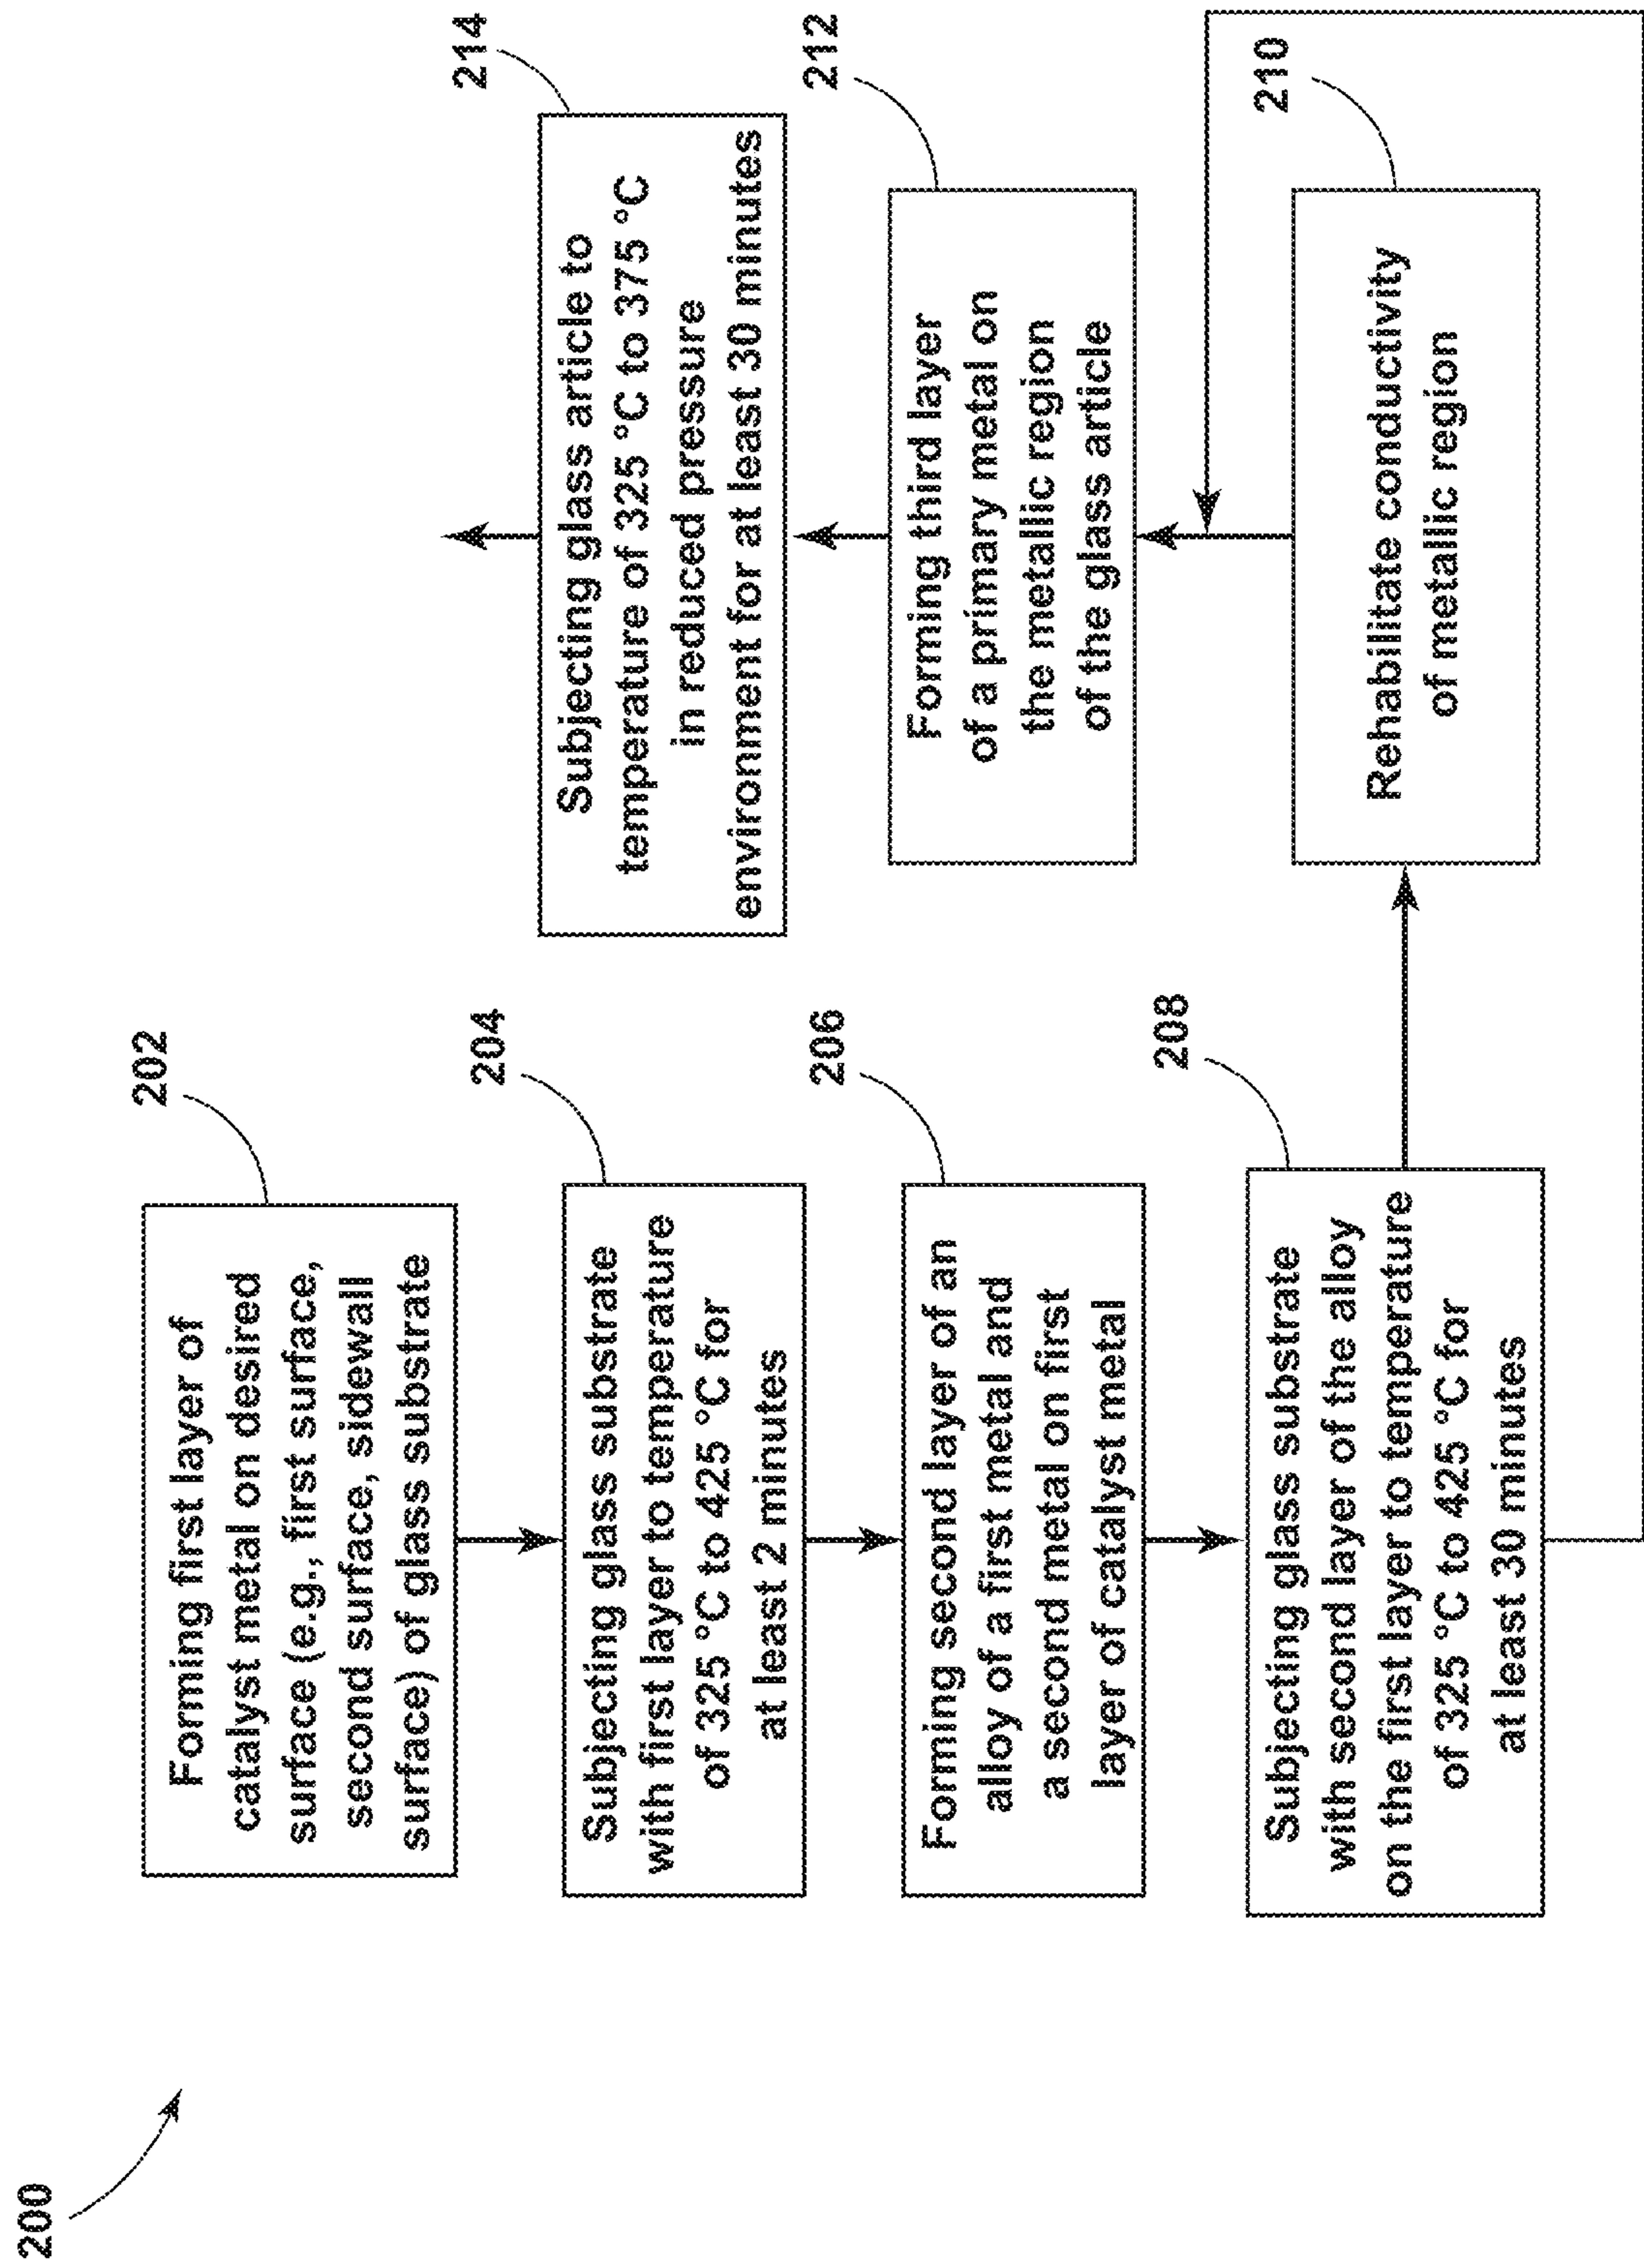 200
202
Forming first layer of
catalyst metal on desired
surface (e.g., first surface,
second surface, sidewall
surface) of glass substrate
204
Subjecting glass substrate
with first layer to temperature
of 325 °C to 425 °C for
at least 2 minutes
206
Forming second layer of an
alloy of a first metal and
a second metal on first
layer of catalyst metal
208
Subjecting glass substrate
with second layer of the alloy
on the first layer to temperature
of 325 °C to 425 °C for
at least 30 minutes
210
Rehabilitate conductivity
of metallic region
212
Forming third layer
of a primary metal on
the metallic region
of the glass article
214
Subjecting glass article to
temperature of 325 °C to 375 °C
in reduced pressure
environment for at least 30 minutes